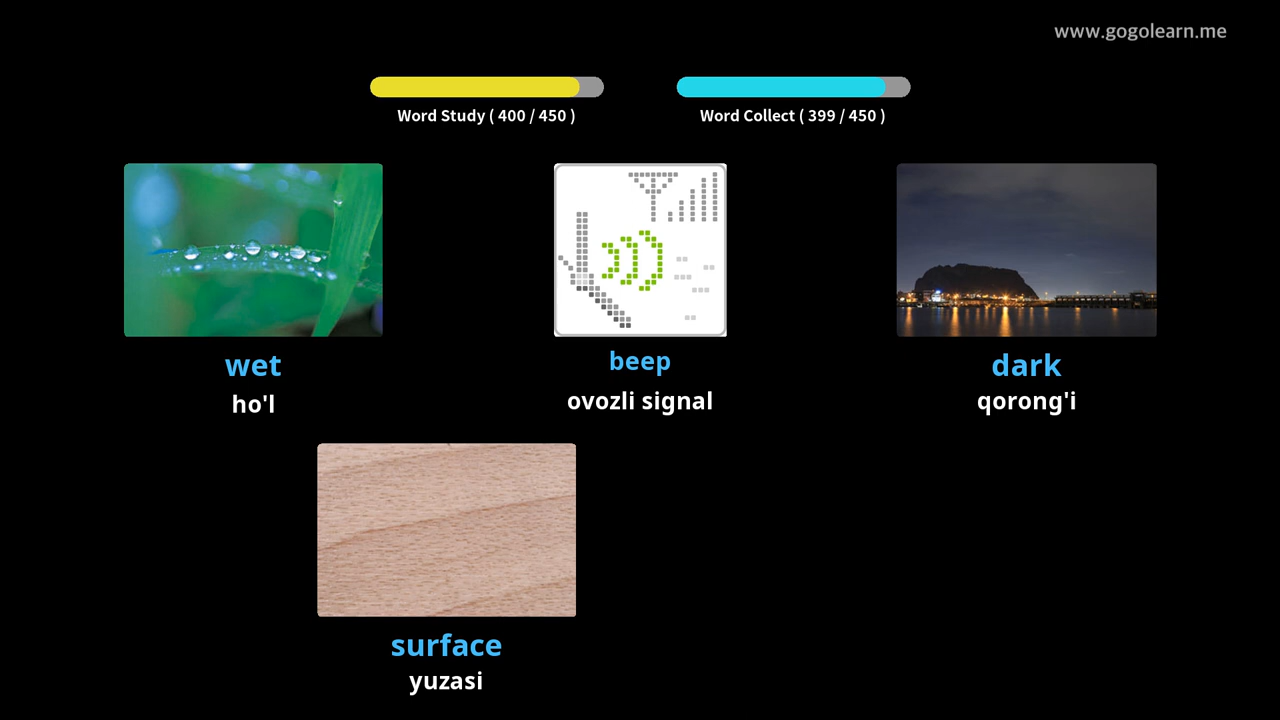 www.gogolearn.me
Word Study ( 400 / 450 )
Word Collect ( 399 / 450 )
wet
ho'l
beep
ovozli signal
dark
qorong'i
surface
yuzasi